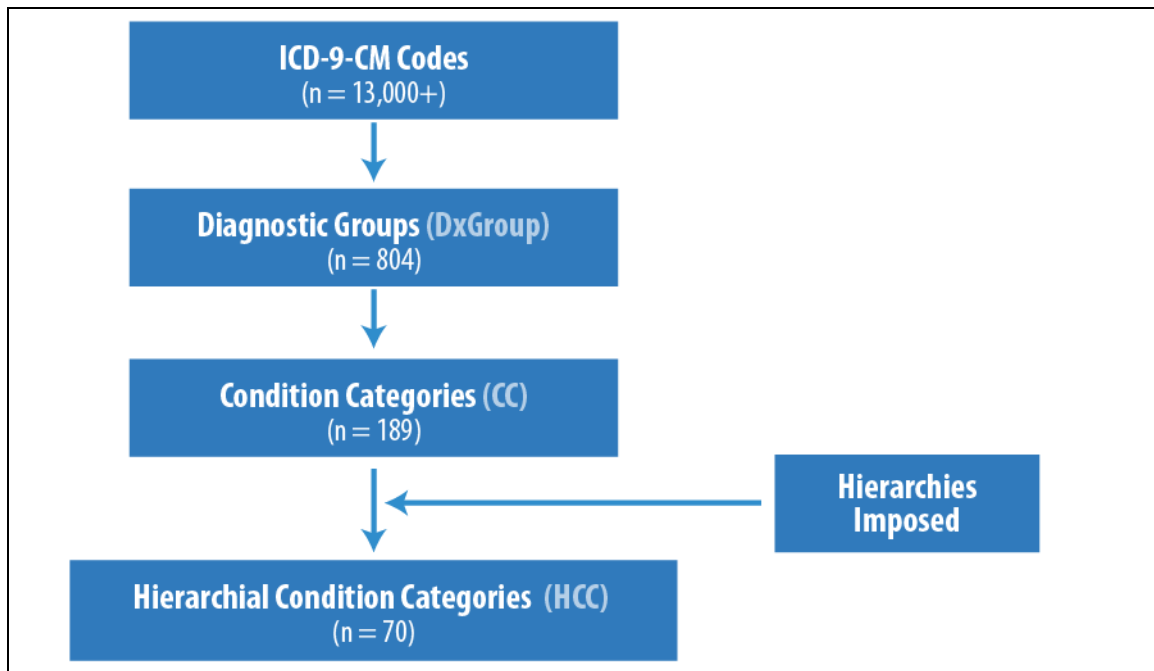 ICD-9-CM Codes
(n = 13,000+)
Diagnostic Groups (DxGroup)
(n = 804)
Condition Categories (CC)
(n = 189)
Hierarchies
Imposed
Hierarchial Condition Categories (HCC)
(n = 70)